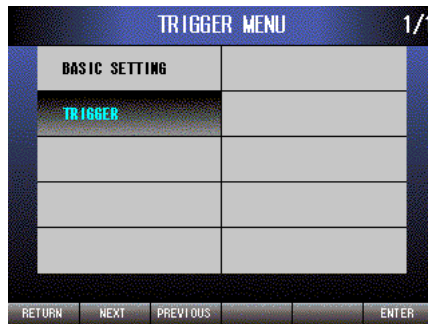 TRIGGER MENU 1/1
BASIC SETTING
TRIGGER
RETURN NEXT PREVIOUS ENTER